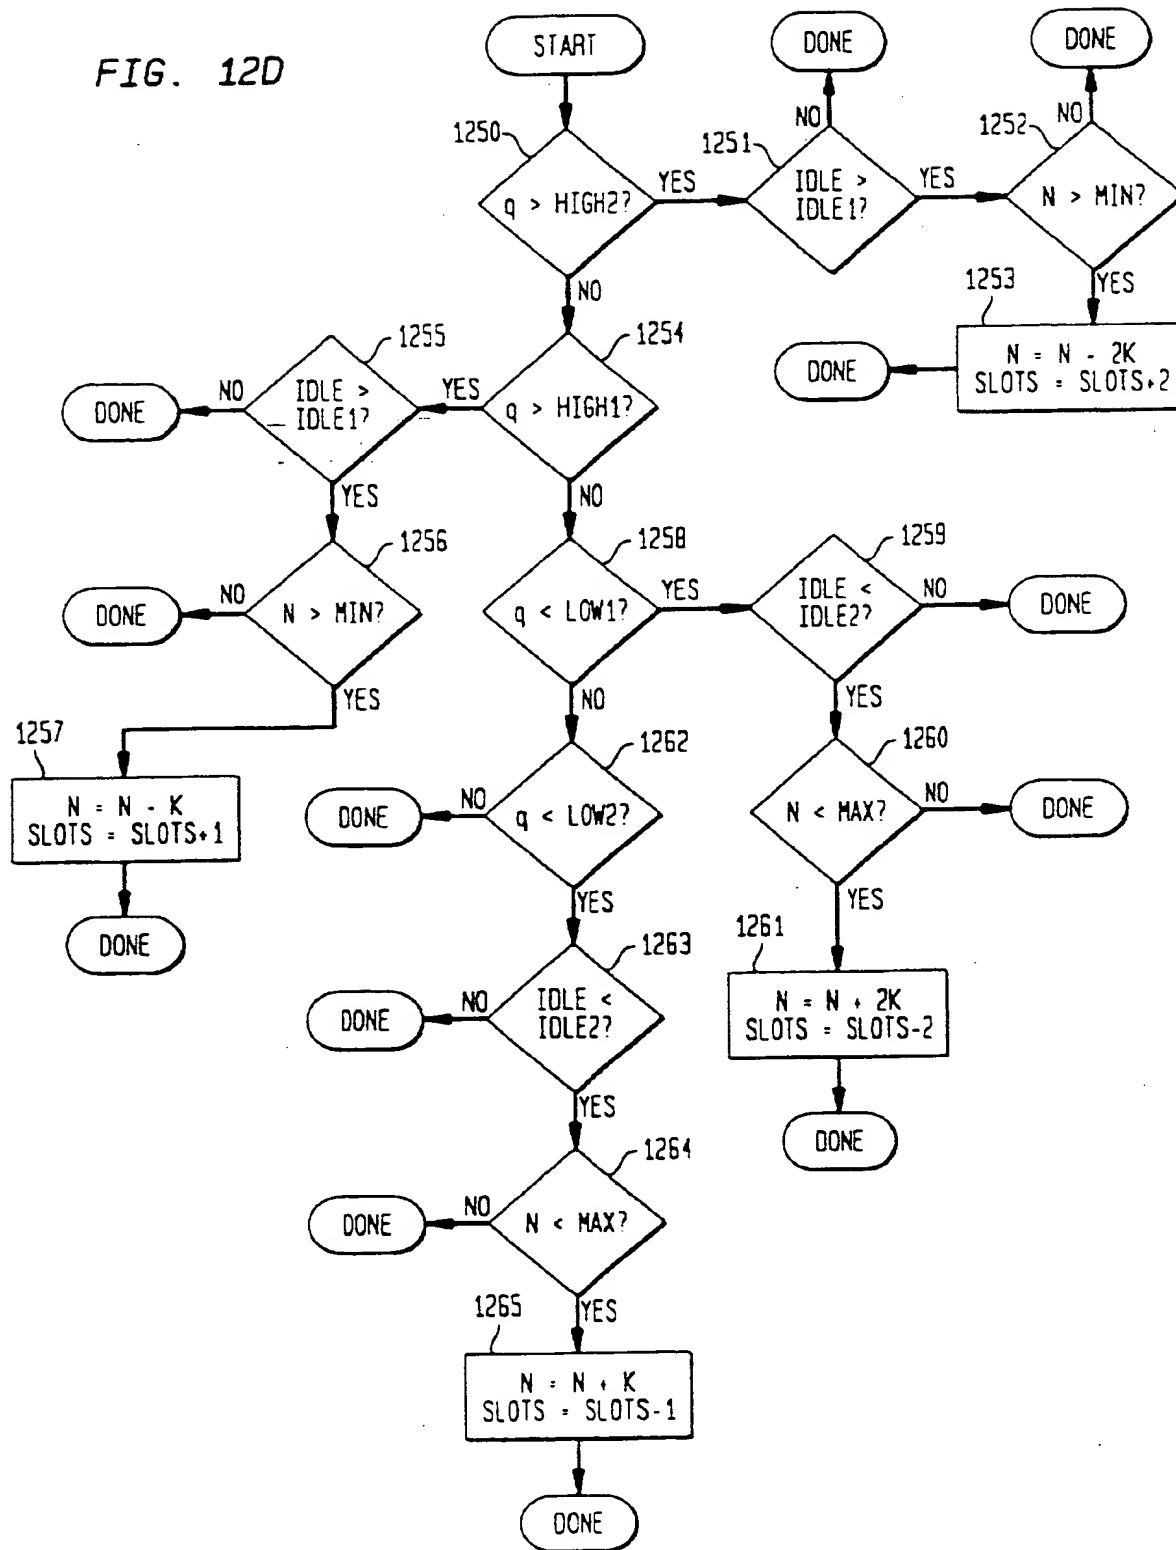 FIG. 12D
START
DONE
DONE
1250
q > HIGH2?
YES
NO
1251
IDLE >
IDLE1?
NO
YES
1252
N > MIN?
NO
YES
1253
N = N - 2K
SLOTS = SLOTS+2
DONE
1254
q > HIGH1?
YES
NO
1255
IDLE >
IDLE1?
NO
DONE
YES
1256
N > MIN?
NO
DONE
YES
1257
N = N - K
SLOTS = SLOTS+1
DONE
1258
q < LOW1?
YES
NO
1259
IDLE <
IDLE2?
NO
DONE
YES
1260
N < MAX?
NO
DONE
YES
1261
N = N + 2K
SLOTS = SLOTS-2
DONE
1262
q < LOW2?
NO
DONE
YES
1263
IDLE <
IDLE2?
NO
DONE
YES
1264
N < MAX?
NO
DONE
YES
1265
N = N + K
SLOTS = SLOTS-1
DONE